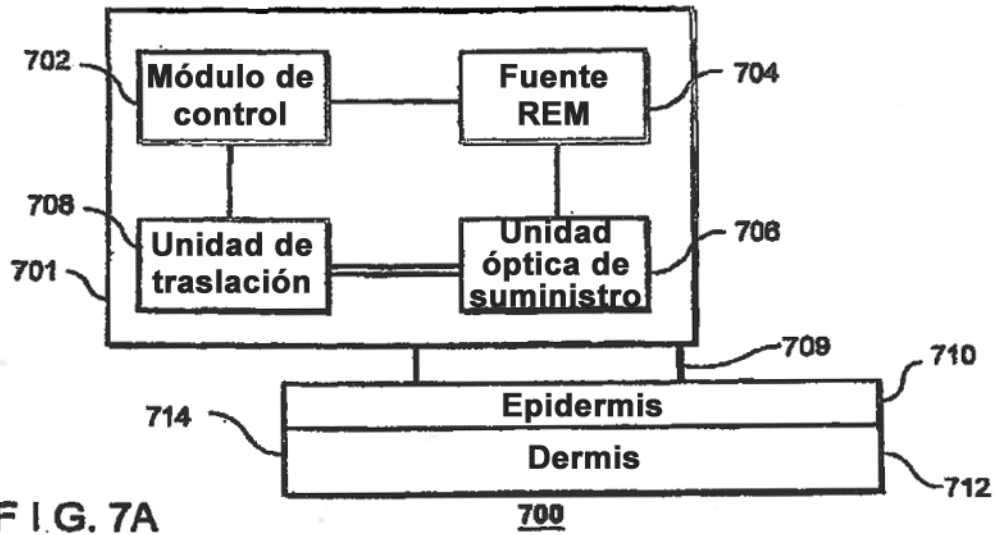 702
Módulo de
control
Fuente
REM
704
708
Unidad de
traslación
Unidad
óptica de
suministro
706
701
709
710
Epidermis
714
Dermis
712
FIG. 7A
700